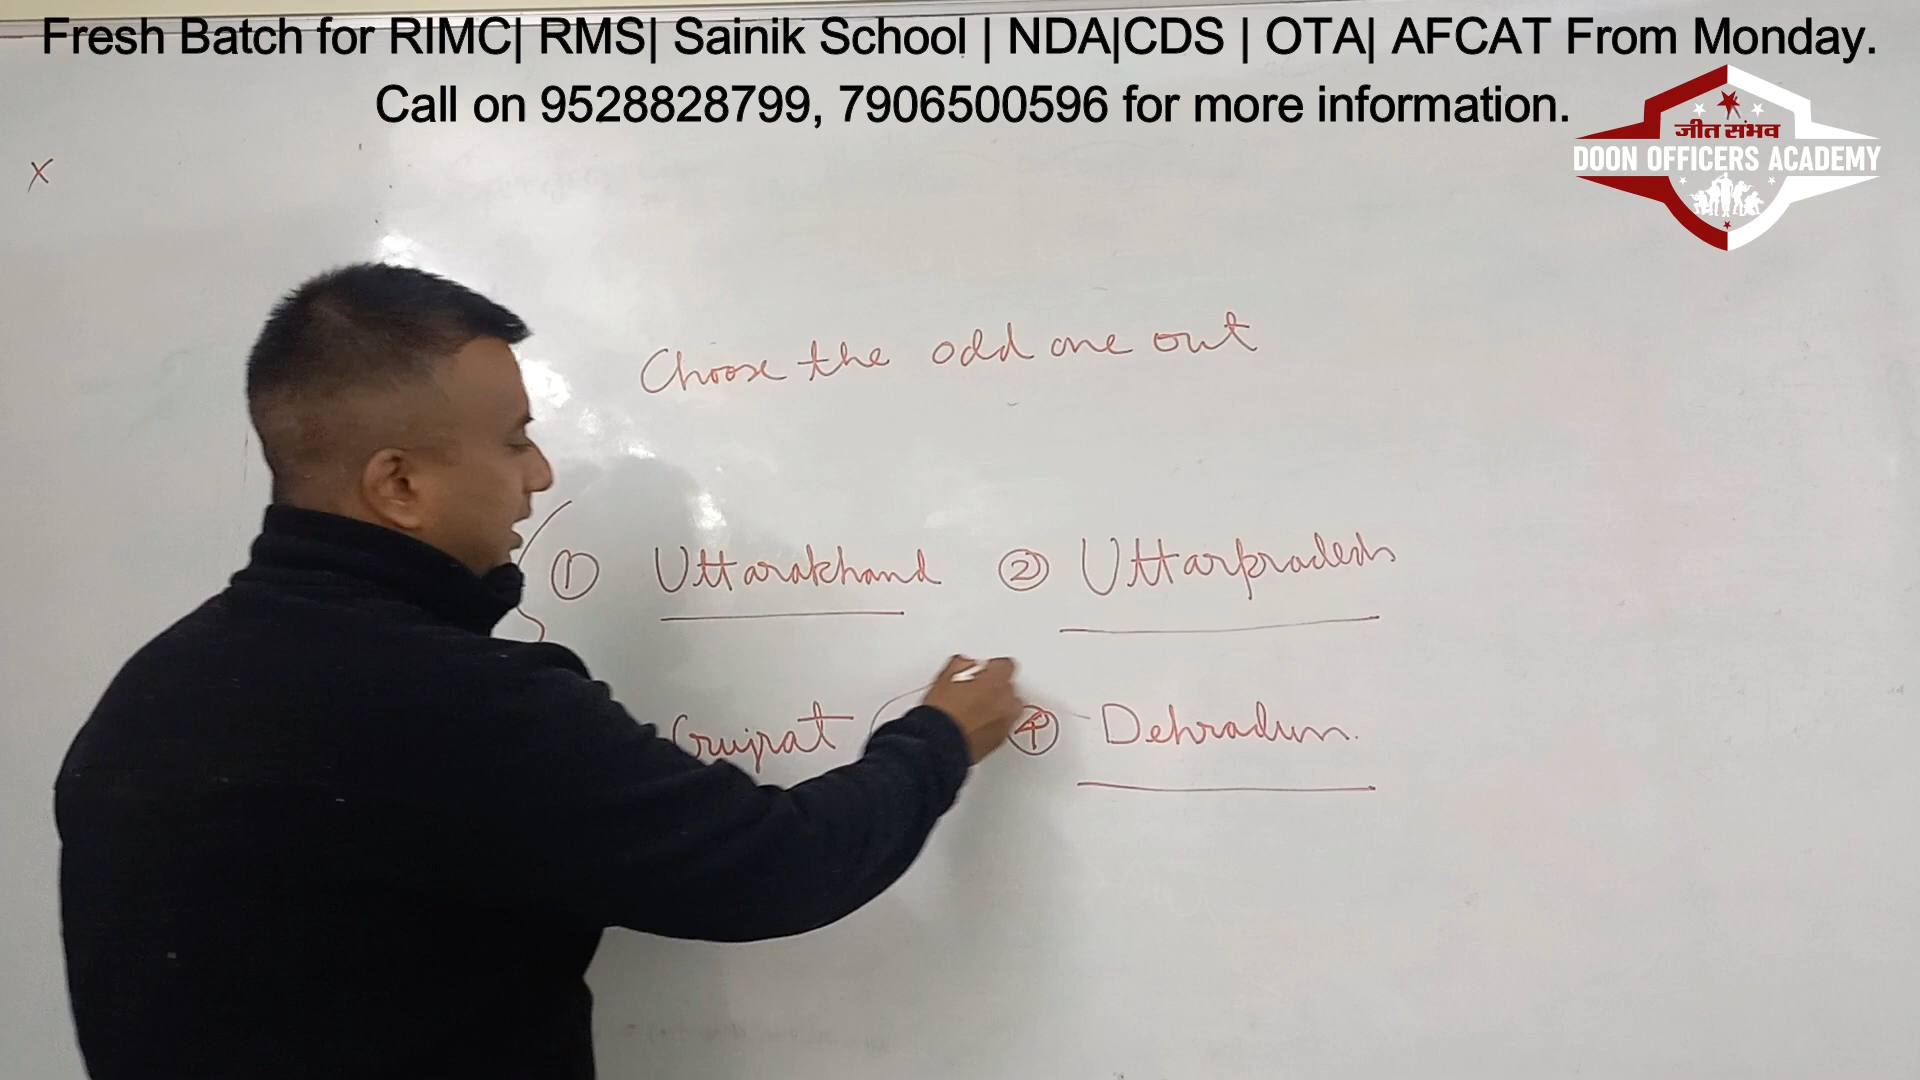 Fresh Batch for RIMC| RMS| Sainik School | NDA|CDS | OTA| AFCAT From Monday.
Call on 9528828799, 7906500596 for more information.
जीत संभव
DOON OFFICERS ACADEMY
x
Choose the odd one out
① Uttarakhand ② Uttarpradesh
Gujrat ④ Dehradun.